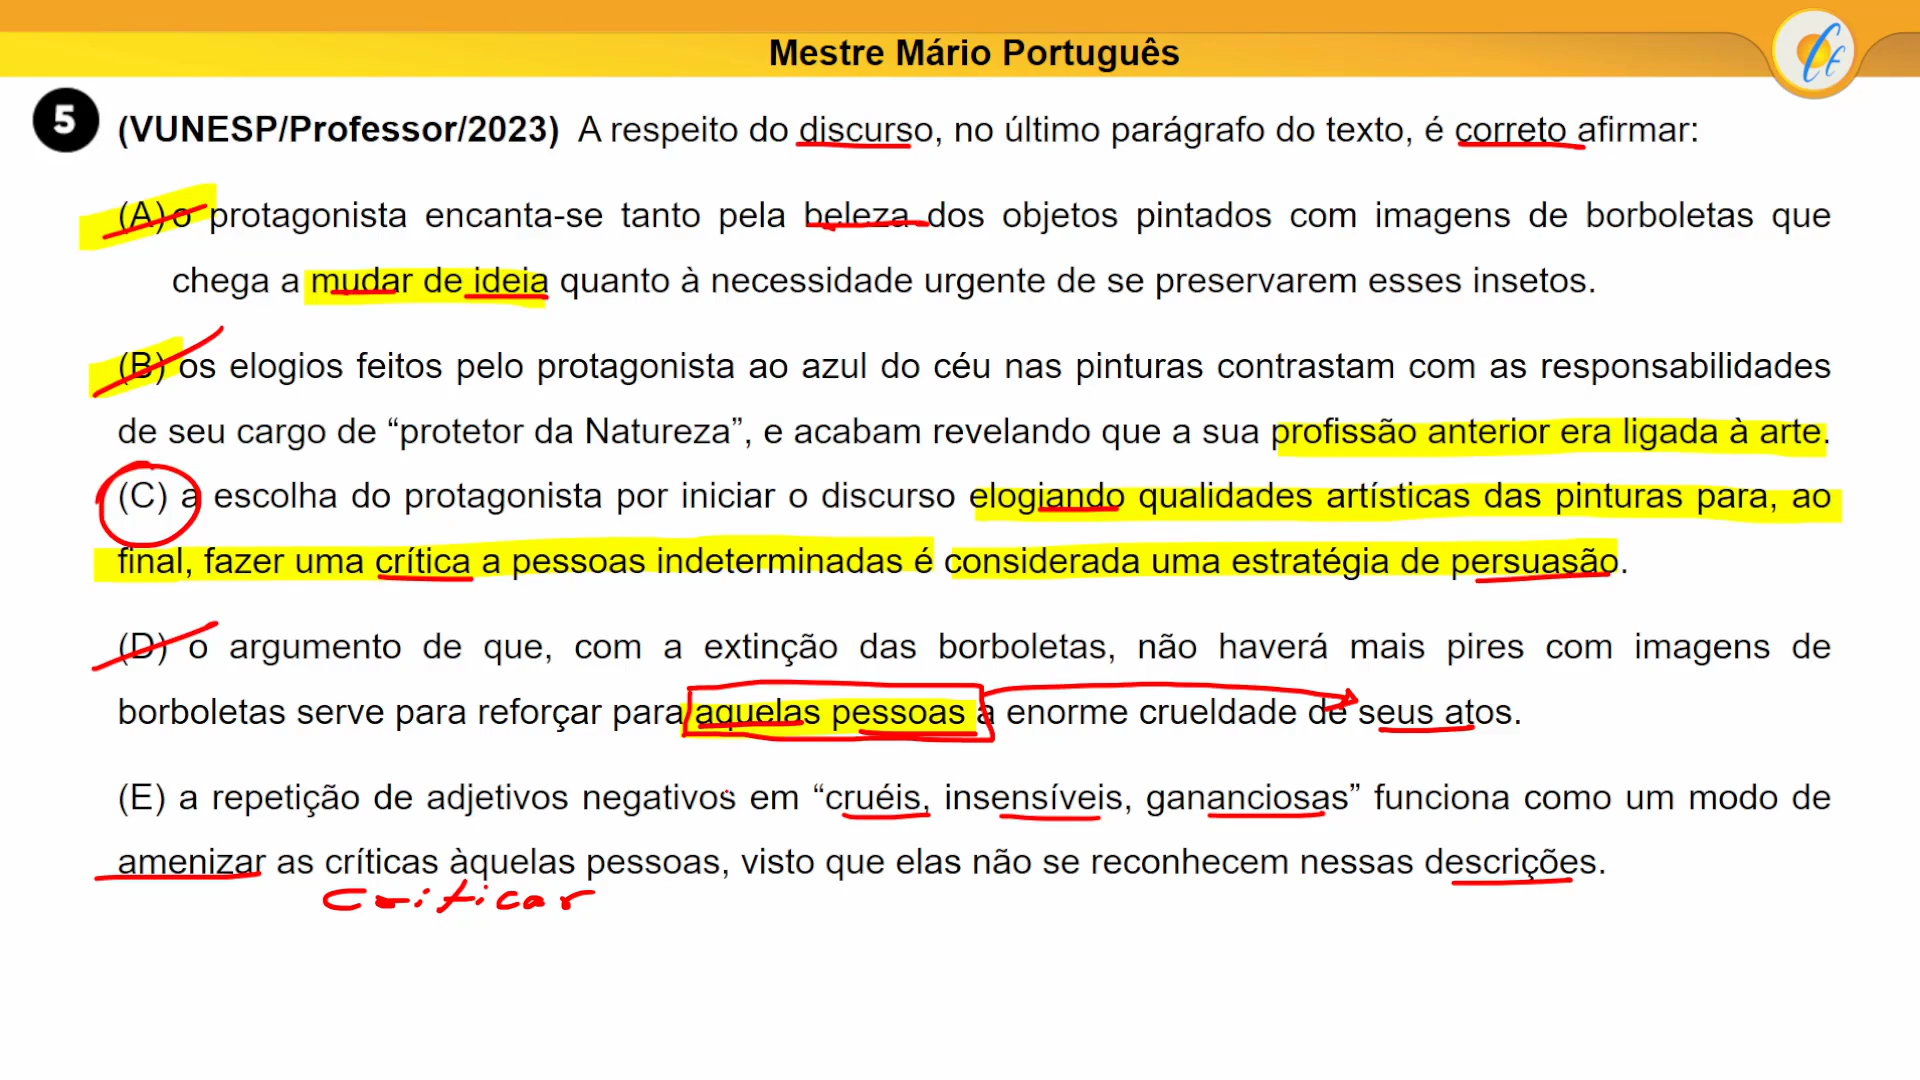 Mestre Mário Português
5 (VUNESP/Professor/2023) A respeito do discurso, no último parágrafo do texto, é correto afirmar:
(A) o protagonista encanta-se tanto pela beleza dos objetos pintados com imagens de borboletas que
chega a mudar de ideia quanto à necessidade urgente de se preservarem esses insetos.
(B) os elogios feitos pelo protagonista ao azul do céu nas pinturas contrastam com as responsabilidades
de seu cargo de “protetor da Natureza”, e acabam revelando que a sua profissão anterior era ligada à arte.
(C) a escolha do protagonista por iniciar o discurso elogiando qualidades artísticas das pinturas para, ao
final, fazer uma crítica a pessoas indeterminadas é considerada uma estratégia de persuasão.
(D) o argumento de que, com a extinção das borboletas, não haverá mais pires com imagens de
borboletas serve para reforçar para aquelas pessoas a enorme crueldade de seus atos.
(E) a repetição de adjetivos negativos em “cruéis, insensíveis, gananciosas” funciona como um modo de
amenizar as críticas àquelas pessoas, visto que elas não se reconhecem nessas descrições.
criticar